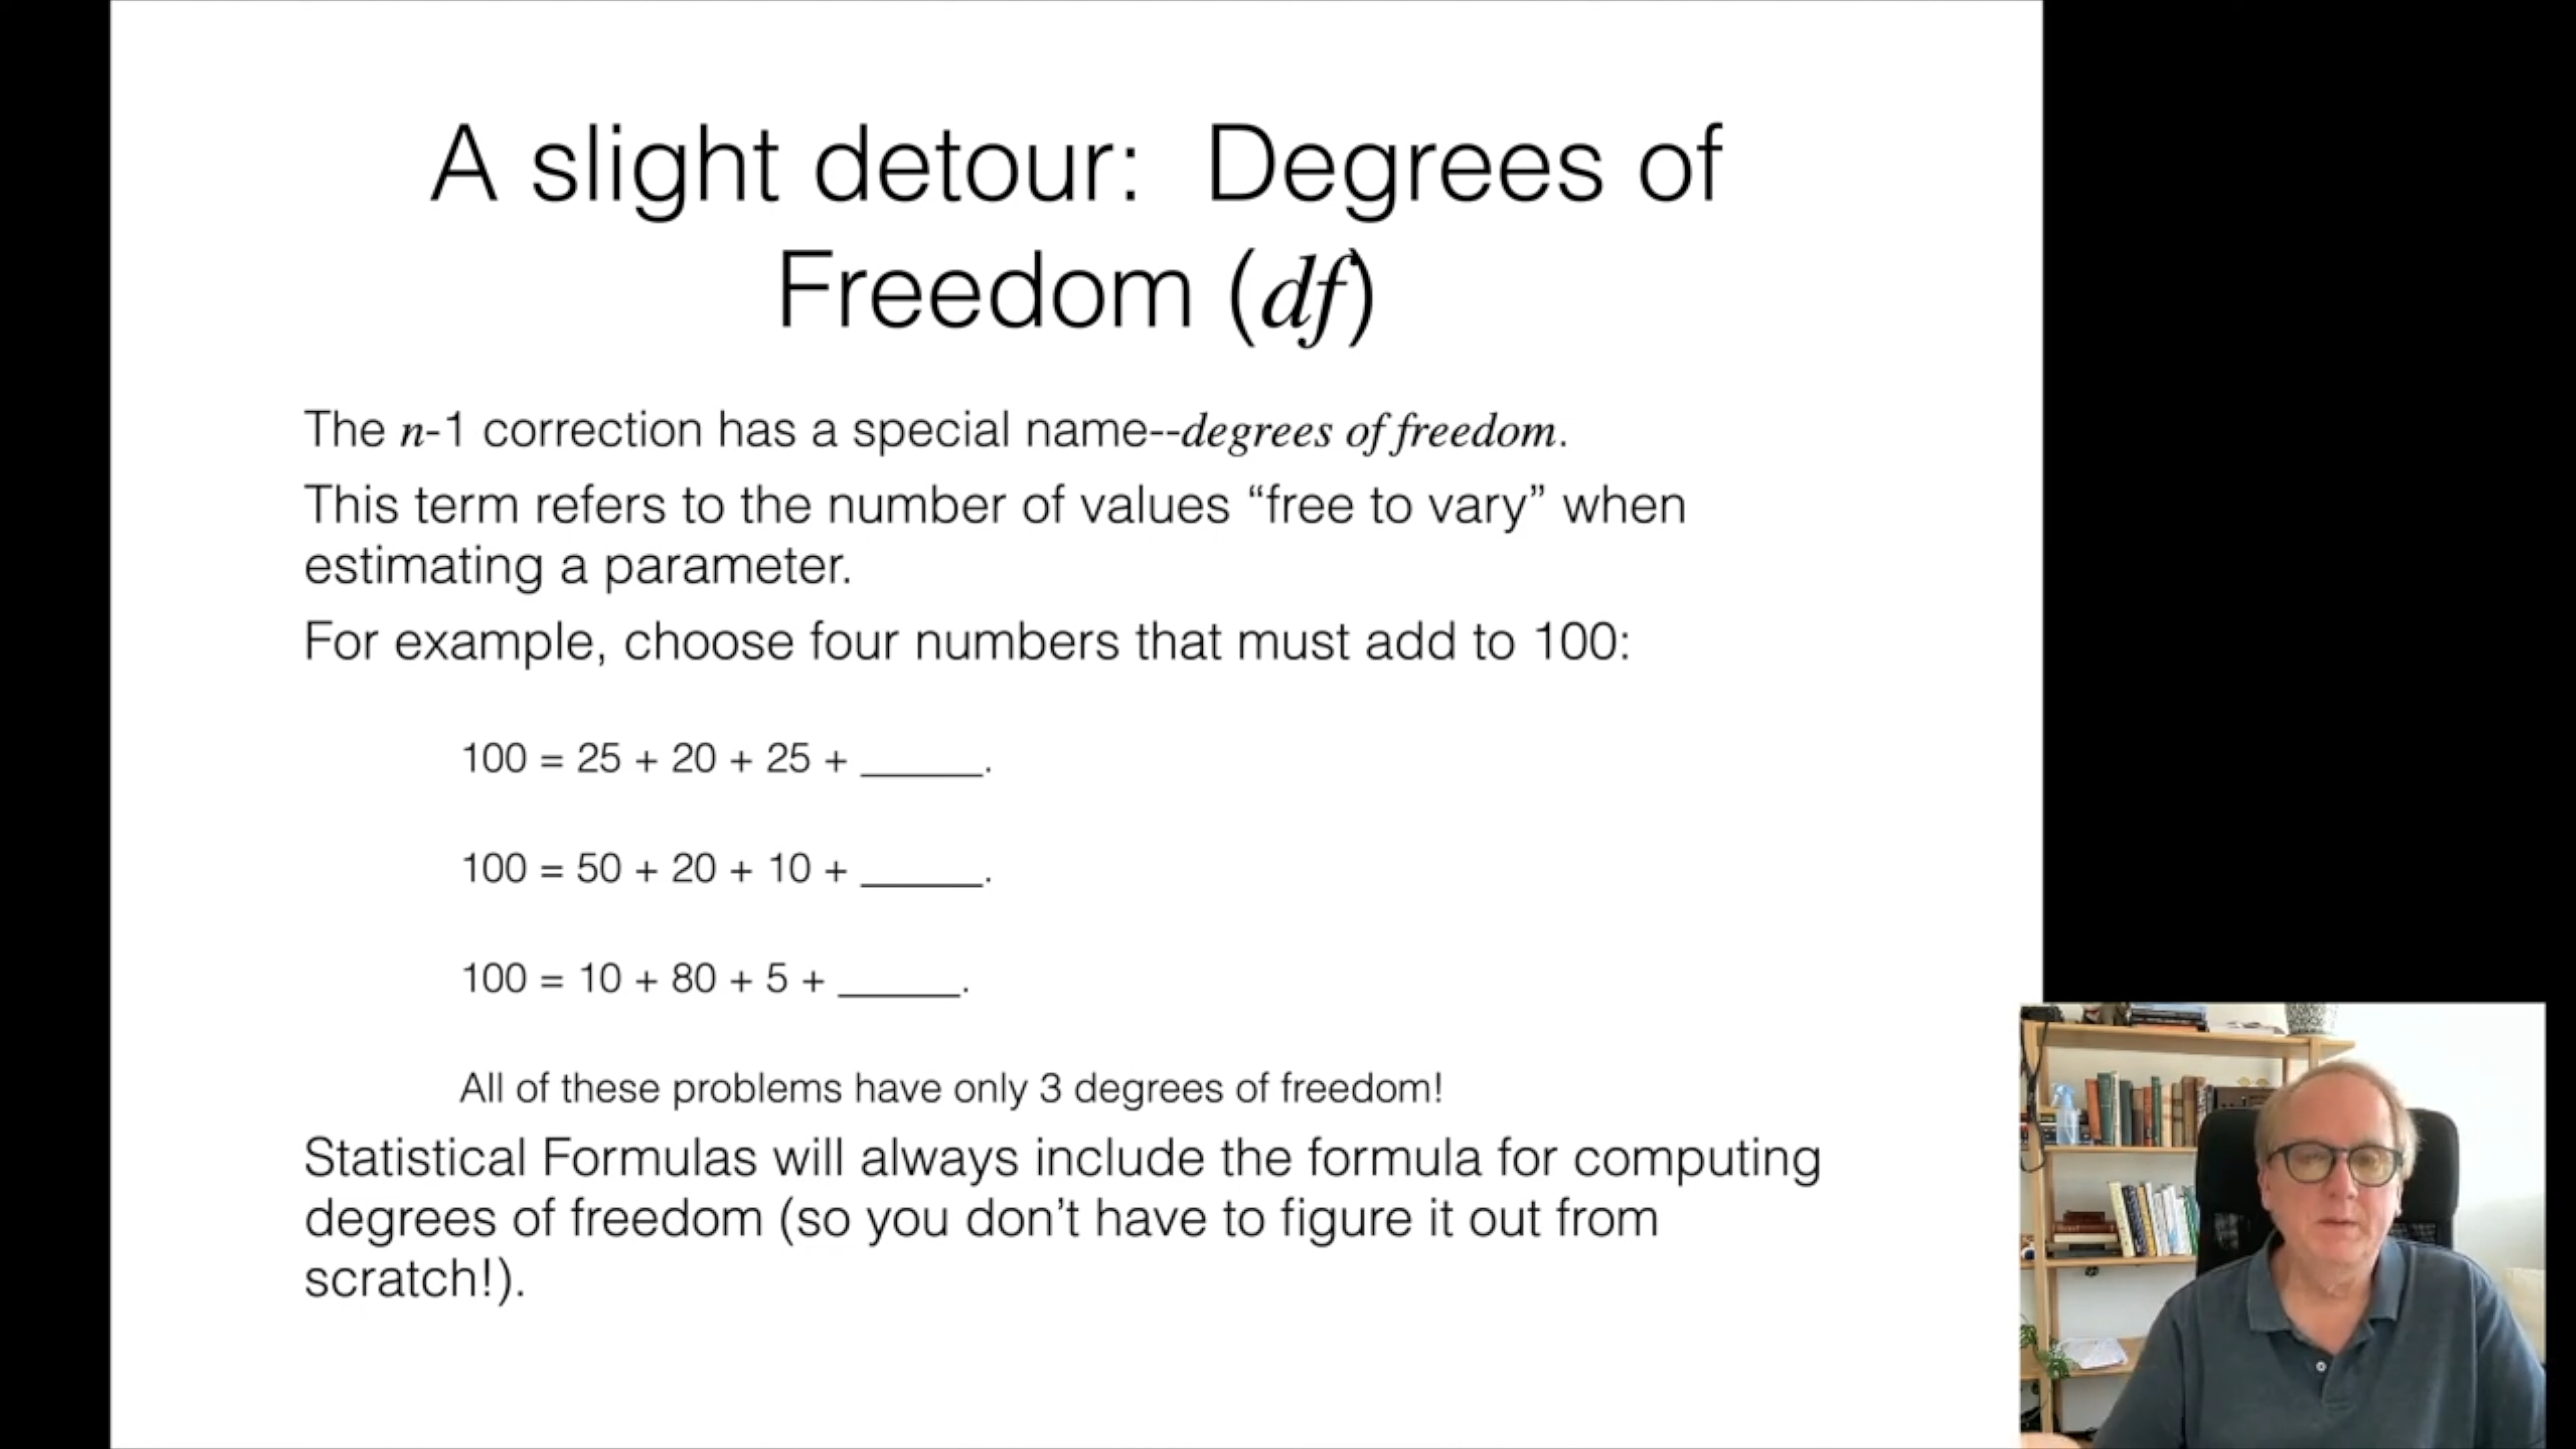 A slight detour:  Degrees of
Freedom (df)
The n-1 correction has a special name--degrees of freedom.
This term refers to the number of values “free to vary” when
estimating a parameter.
For example, choose four numbers that must add to 100:
100 = 25 + 20 + 25 + ______.
100 = 50 + 20 + 10 + ______.
100 = 10 + 80 + 5 + ______.
All of these problems have only 3 degrees of freedom!
Statistical Formulas will always include the formula for computing
degrees of freedom (so you don’t have to figure it out from
scratch!).